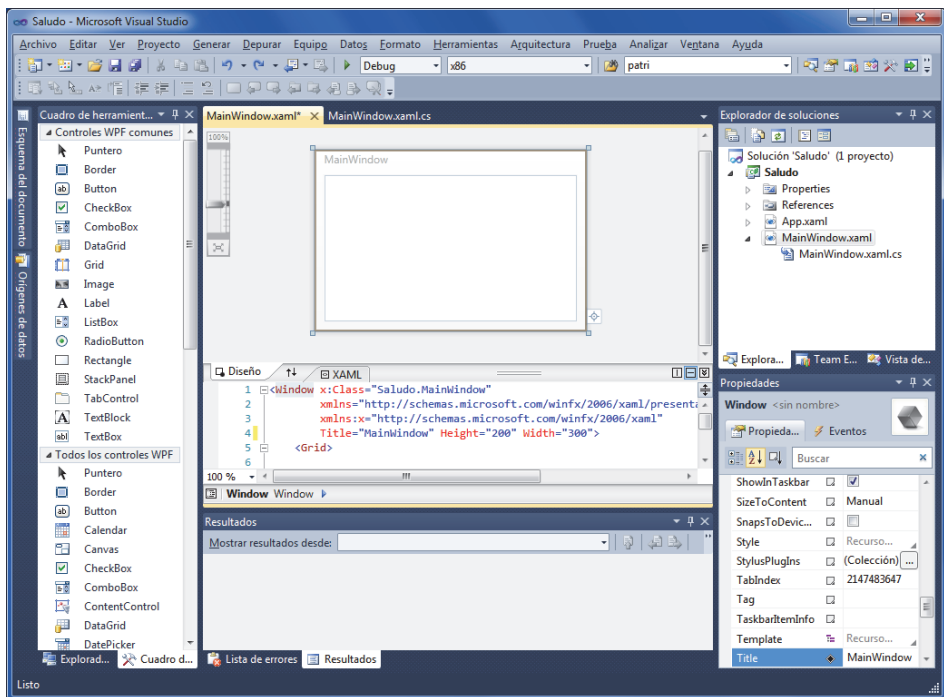 Saludo - Microsoft Visual Studio
Archivo Editar Ver Proyecto Generar Depurar Equipo Datos Formato Herramientas Arquitectura Prueba Analizar Ventana Ayuda
Debug x86 patri
Esquema del documento
Orígenes de datos
Cuadro de herramient...
Controles WPF comunes
Puntero
Border
Button
CheckBox
ComboBox
DataGrid
Grid
Image
Label
ListBox
RadioButton
Rectangle
StackPanel
TabControl
TextBlock
TextBox
Todos los controles WPF
Puntero
Border
Button
Calendar
Canvas
CheckBox
ComboBox
ContentControl
DataGrid
DatePicker
Explorad... Cuadro d...
MainWindow.xaml* MainWindow.xaml.cs
100%
MainWindow
Diseño XAML
1 <Window x:Class="Saludo.MainWindow"
2 xmlns="http://schemas.microsoft.com/winfx/2006/xaml/presenta
3 xmlns:x="http://schemas.microsoft.com/winfx/2006/xaml"
4 Title="MainWindow" Height="200" Width="300">
5 <Grid>
6
100 %
Window Window
Resultados
Mostrar resultados desde:
Lista de errores Resultados
Explorador de soluciones
Solución 'Saludo' (1 proyecto)
Saludo
Properties
References
App.xaml
MainWindow.xaml
MainWindow.xaml.cs
Explora... Team E... Vista de...
Propiedades
Window <sin nombre>
Propieda... Eventos
Buscar
ShowInTaskbar
SizeToContent Manual
SnapsToDevic...
Style Recurso...
StylusPlugIns (Colección) ...
TabIndex 2147483647
Tag
TaskbarItemInfo
Template Recurso...
Title MainWindow
Listo